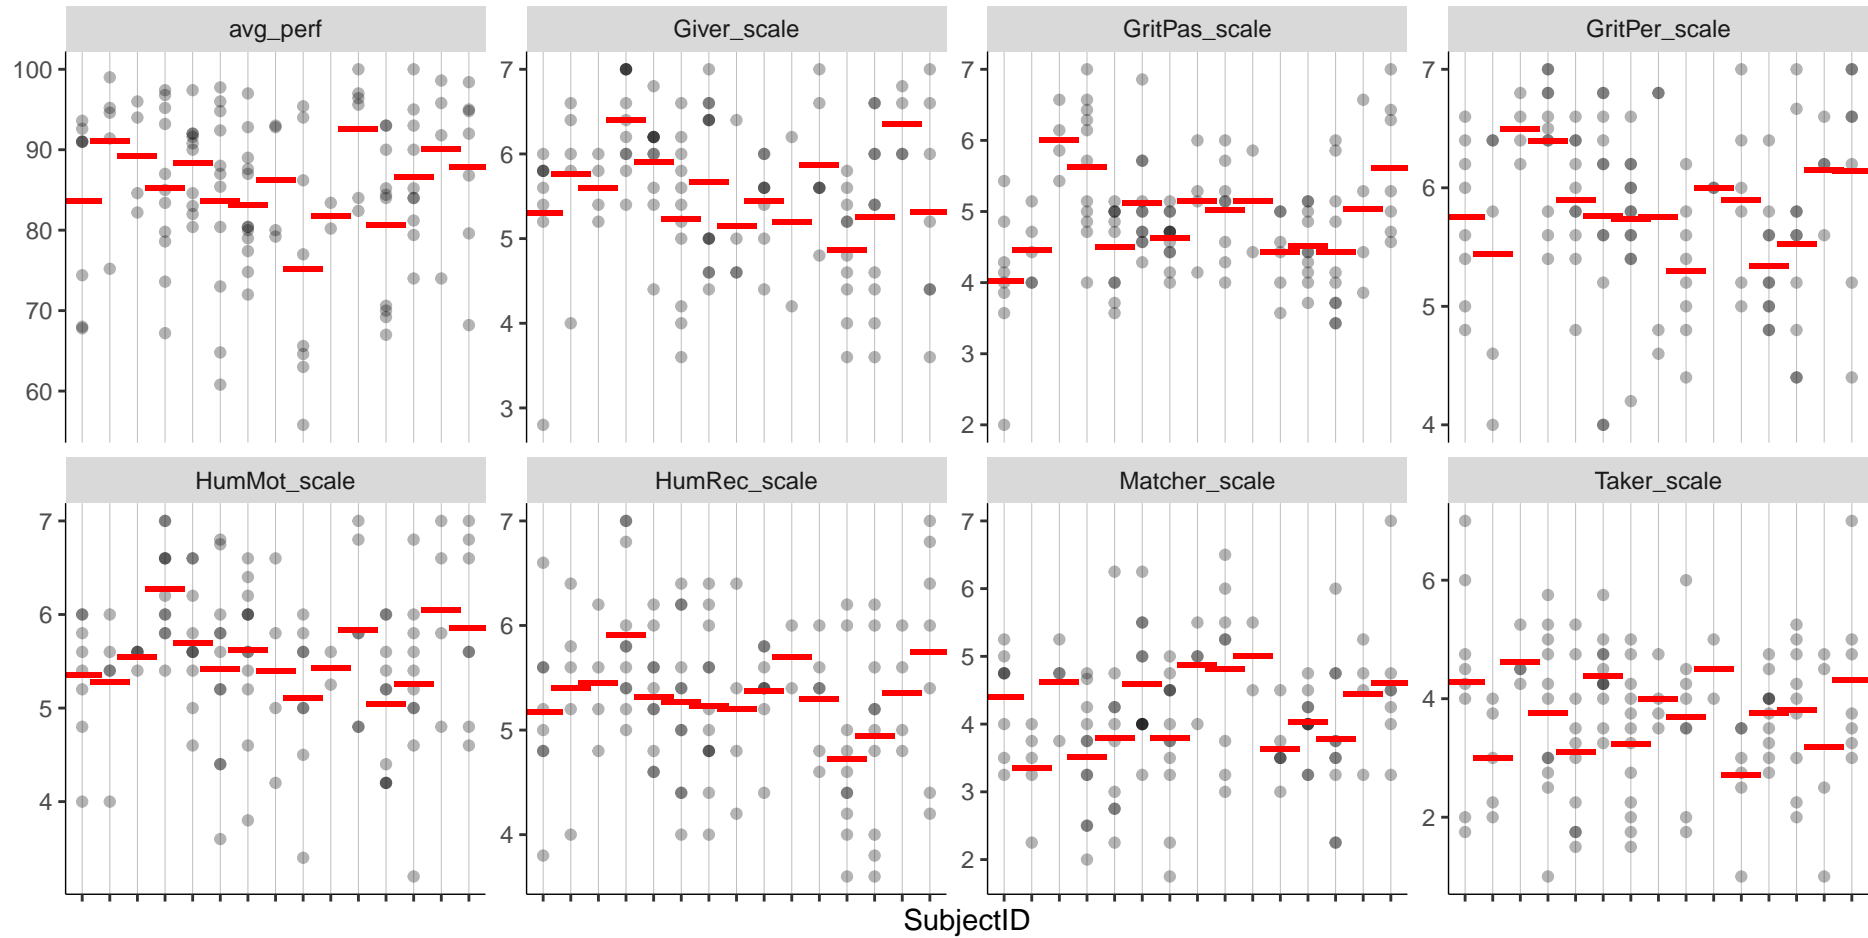 avg_perf Giver_scale GritPas_scale GritPer_scale
100 7 7 7
90 6 6 6
80 5 5
70 4 4 5
60 3 3
2 4
HumMot_scale HumRec_scale Matcher_scale Taker_scale
7 7 7
6 6 6 6
5 5 5 4
4 4 4
3 2
2
SubjectID